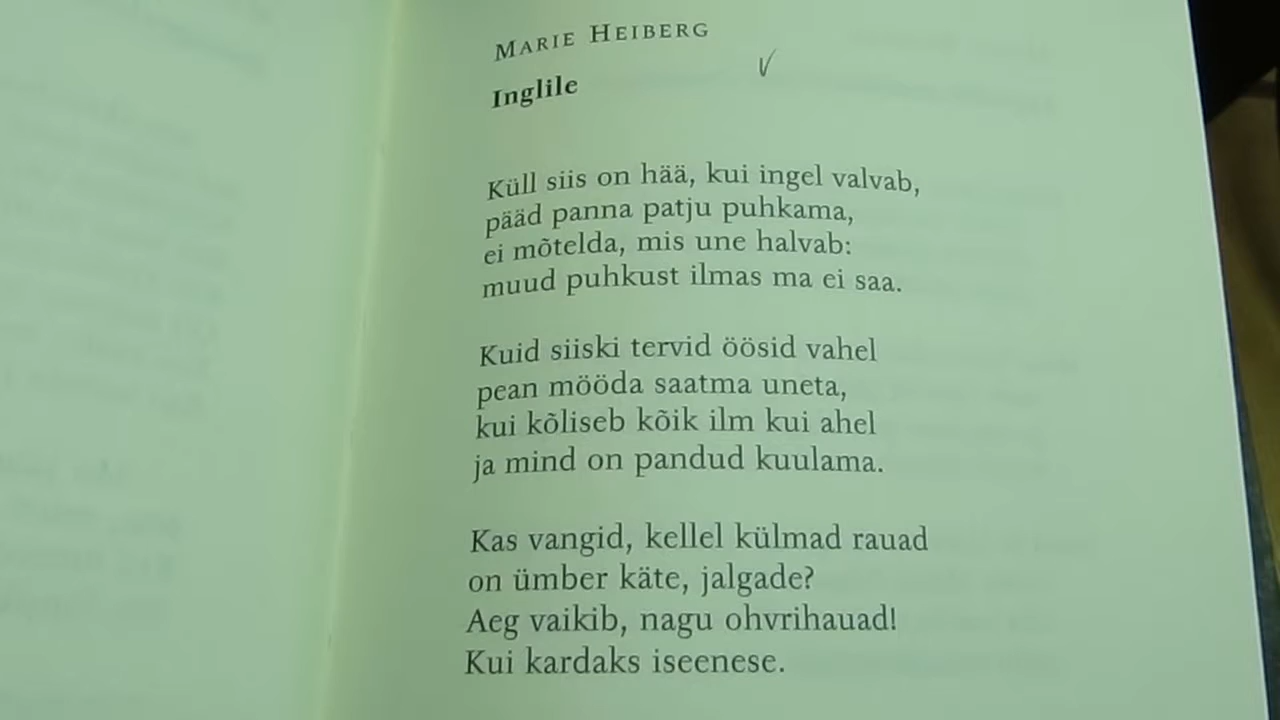 MARIE HEIBERG
Inglile
Küll siis on hää, kui ingel valvab,
pääd panna patju puhkama,
ei mõtelda, mis une halvab:
muud puhkust ilmas ma ei saa.
Kuid siiski tervid öösid vahel
pean mööda saatma uneta,
kui kõliseb kõik ilm kui ahel
ja mind on pandud kuulama.
Kas vangid, kellel külmad rauad
on ümber käte, jalgade?
Aeg vaikib, nagu ohvrihauad!
Kui kardaks iseenese.